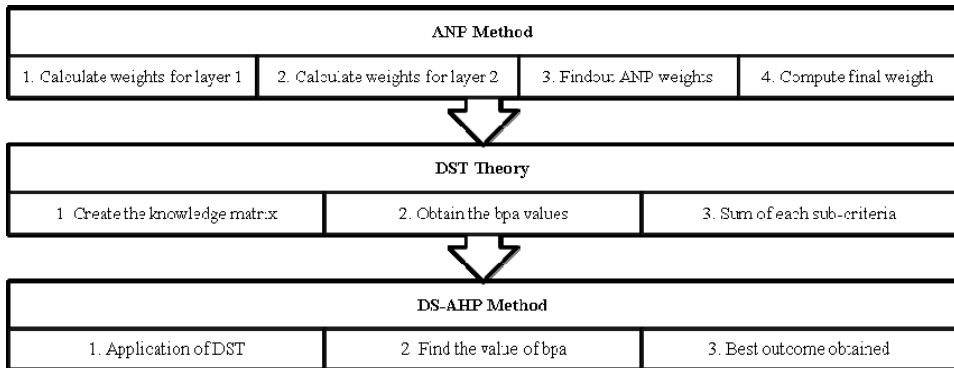 ANP Method
1. Calculate weights for layer 1
2. Calculate weights for layer 2
3. Findout ANP weights
4. Compute final weigth
DST Theory
1 Create the knowledge matrix
2. Obtain the bpa values
3. Sum of each sub-criteria
DS-AHP Method
1. Application of DST
2 Find the value of bpa
3. Best outcome obtained